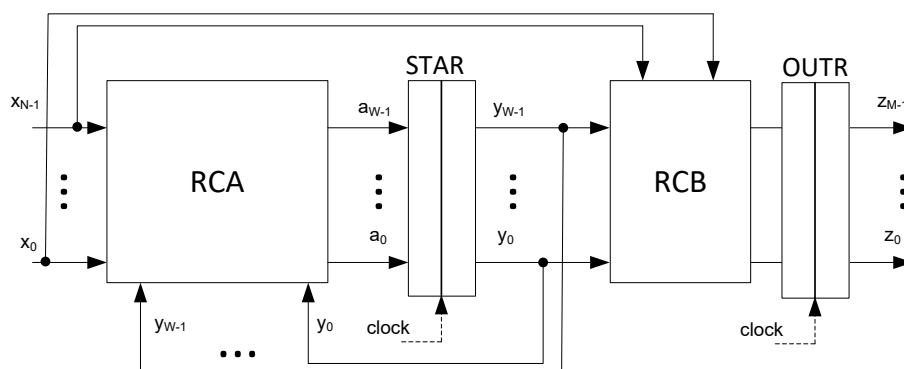 STAR
OUTR
xN-1
aW-1
yW-1
zM-1
RCA
RCB
x0
a0
y0
z0
yW-1
y0
clock
clock